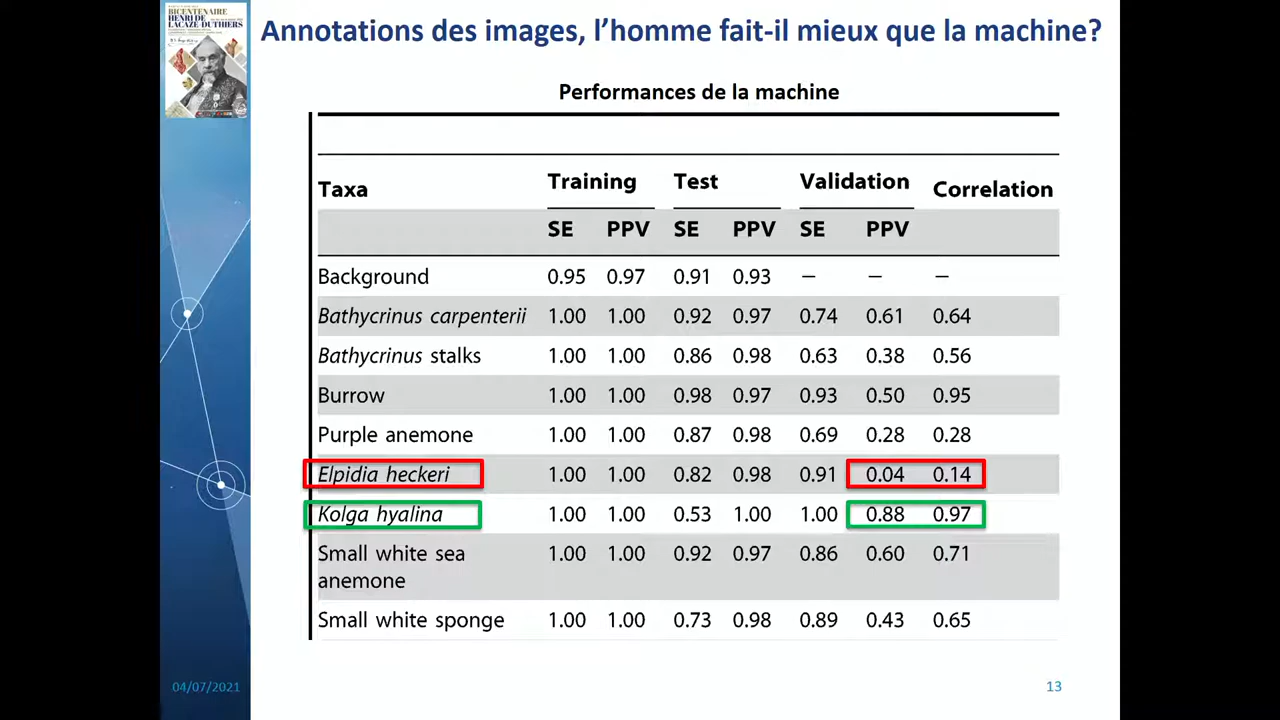 BICENTENAIRE
HENRI DE
LACAZE-DUTHIERS
Annotations des images, l’homme fait-il mieux que la machine?
Performances de la machine
Taxa Training Test Validation Correlation
SE PPV SE PPV SE PPV
Background 0.95 0.97 0.91 0.93 — — —
Bathycrinus carpenterii 1.00 1.00 0.92 0.97 0.74 0.61 0.64
Bathycrinus stalks 1.00 1.00 0.86 0.98 0.63 0.38 0.56
Burrow 1.00 1.00 0.98 0.97 0.93 0.50 0.95
Purple anemone 1.00 1.00 0.87 0.98 0.69 0.28 0.28
Elpidia heckeri 1.00 1.00 0.82 0.98 0.91 0.04 0.14
Kolga hyalina 1.00 1.00 0.53 1.00 1.00 0.88 0.97
Small white sea
anemone 1.00 1.00 0.92 0.97 0.86 0.60 0.71
Small white sponge 1.00 1.00 0.73 0.98 0.89 0.43 0.65
04/07/2021
13